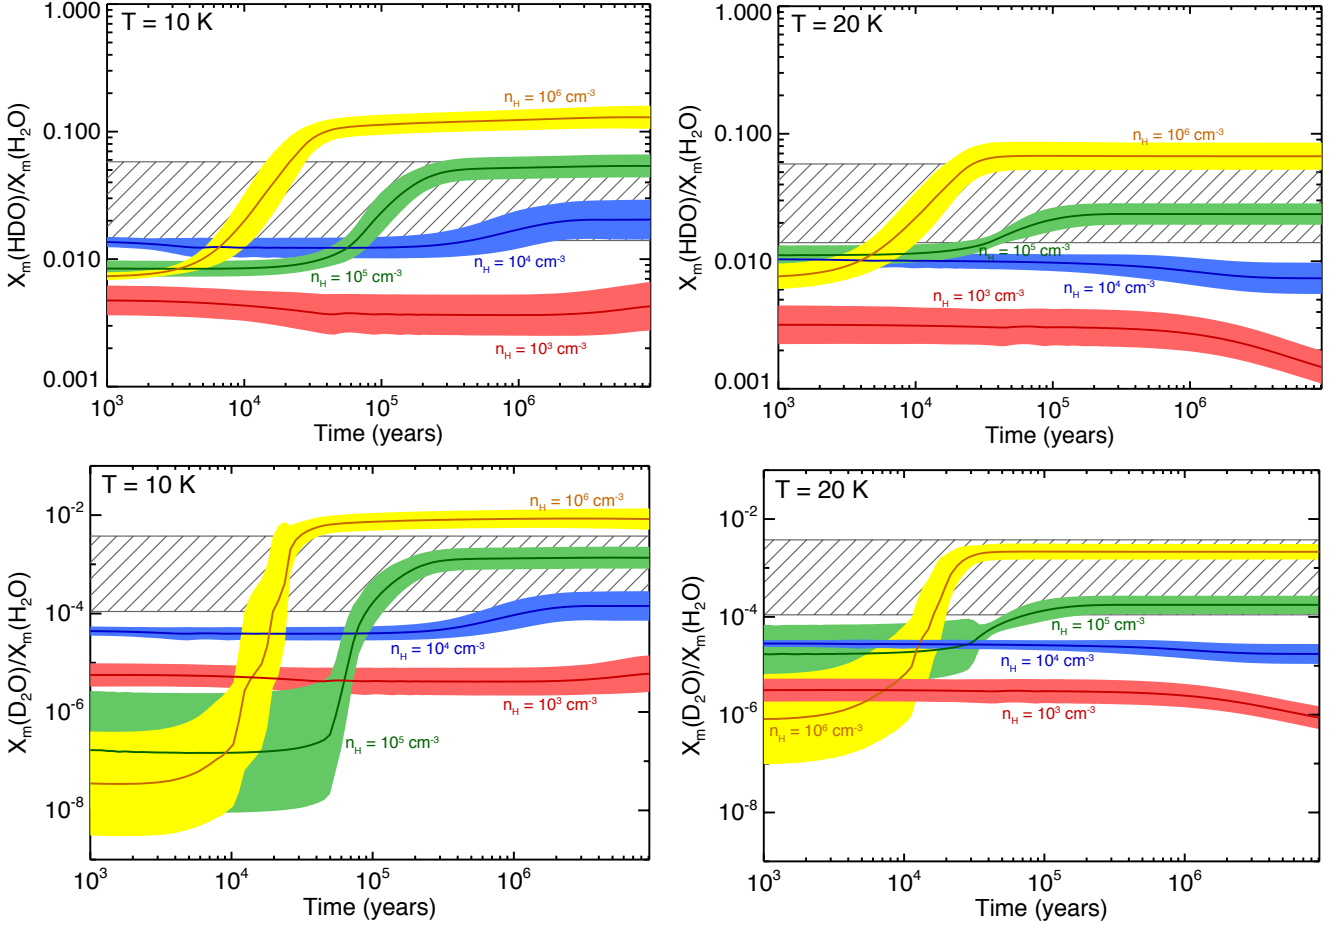 T = 10 K
1.000
0.100
0.010
0.001
X_m(HDO)/X_m(H_2O)
n_H = 10^6 cm^-3
n_H = 10^5 cm^-3
n_H = 10^4 cm^-3
n_H = 10^3 cm^-3
10^3 10^4 10^5 10^6
Time (years)
T = 20 K
1.000
0.100
0.010
0.001
X_m(HDO)/X_m(H_2O)
n_H = 10^6 cm^-3
n_H = 10^5 cm^-3
n_H = 10^4 cm^-3
n_H = 10^3 cm^-3
10^3 10^4 10^5 10^6
Time (years)
T = 10 K
10^-2
10^-4
10^-6
10^-8
X_m(D_2O)/X_m(H_2O)
n_H = 10^6 cm^-3
n_H = 10^4 cm^-3
n_H = 10^3 cm^-3
n_H = 10^5 cm^-3
10^3 10^4 10^5 10^6
Time (years)
T = 20 K
10^-2
10^-4
10^-6
10^-8
X_m(D_2O)/X_m(H_2O)
n_H = 10^5 cm^-3
n_H = 10^4 cm^-3
n_H = 10^3 cm^-3
n_H = 10^6 cm^-3
10^3 10^4 10^5 10^6
Time (years)